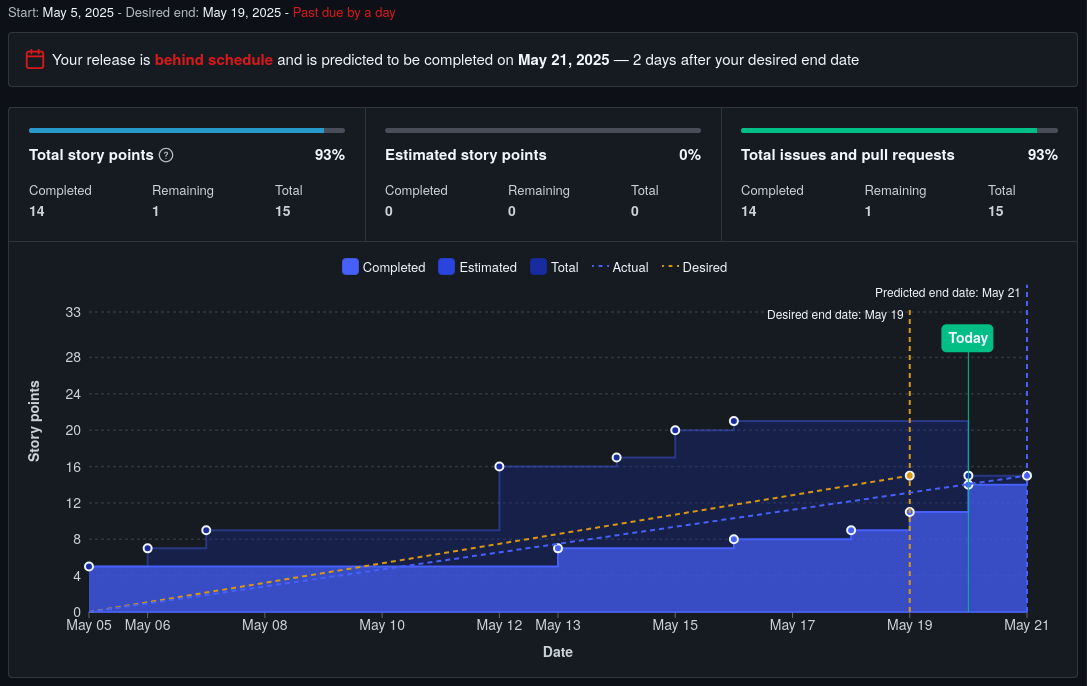 Start: May 5, 2025 - Desired end: May 19, 2025 - Past due by a day
Your release is behind schedule and is predicted to be completed on May 21, 2025 — 2 days after your desired end date
Total story points ? 93%
Completed Remaining Total
14 1 15
Estimated story points 0%
Completed Remaining Total
0 0 0
Total issues and pull requests 93%
Completed Remaining Total
14 1 15
Completed Estimated Total Actual Desired
Predicted end date: May 21
Desired end date: May 19
Today
Story points
33
28
24
20
16
12
8
4
0
May 05 May 06 May 08 May 10 May 12 May 13 May 15 May 17 May 19 May 21
Date